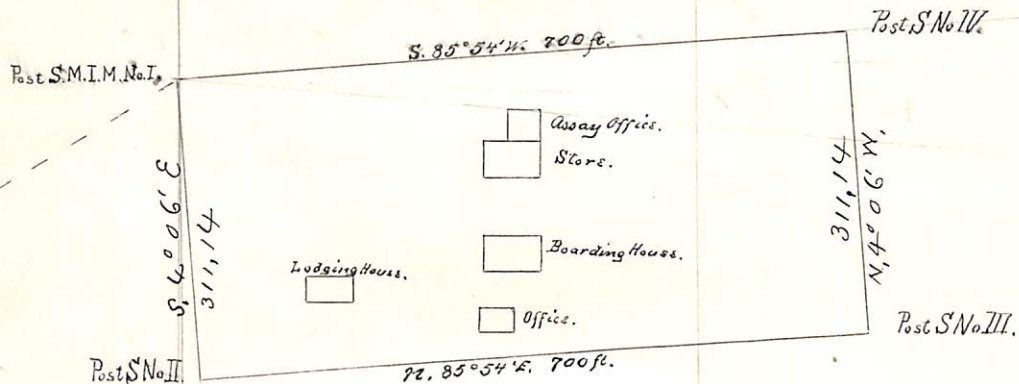 Post S No IV.
S. 85°54' W. 700 ft.
Post S.M.I.M. No. I.
Assay Office.
Store.
S. 4° 06' E
311,14
311,14
N, 4° 06' W.
Boarding House.
Lodging House.
Office.
Post S No III.
Post S No II.
N. 85°54' E. 700 ft.